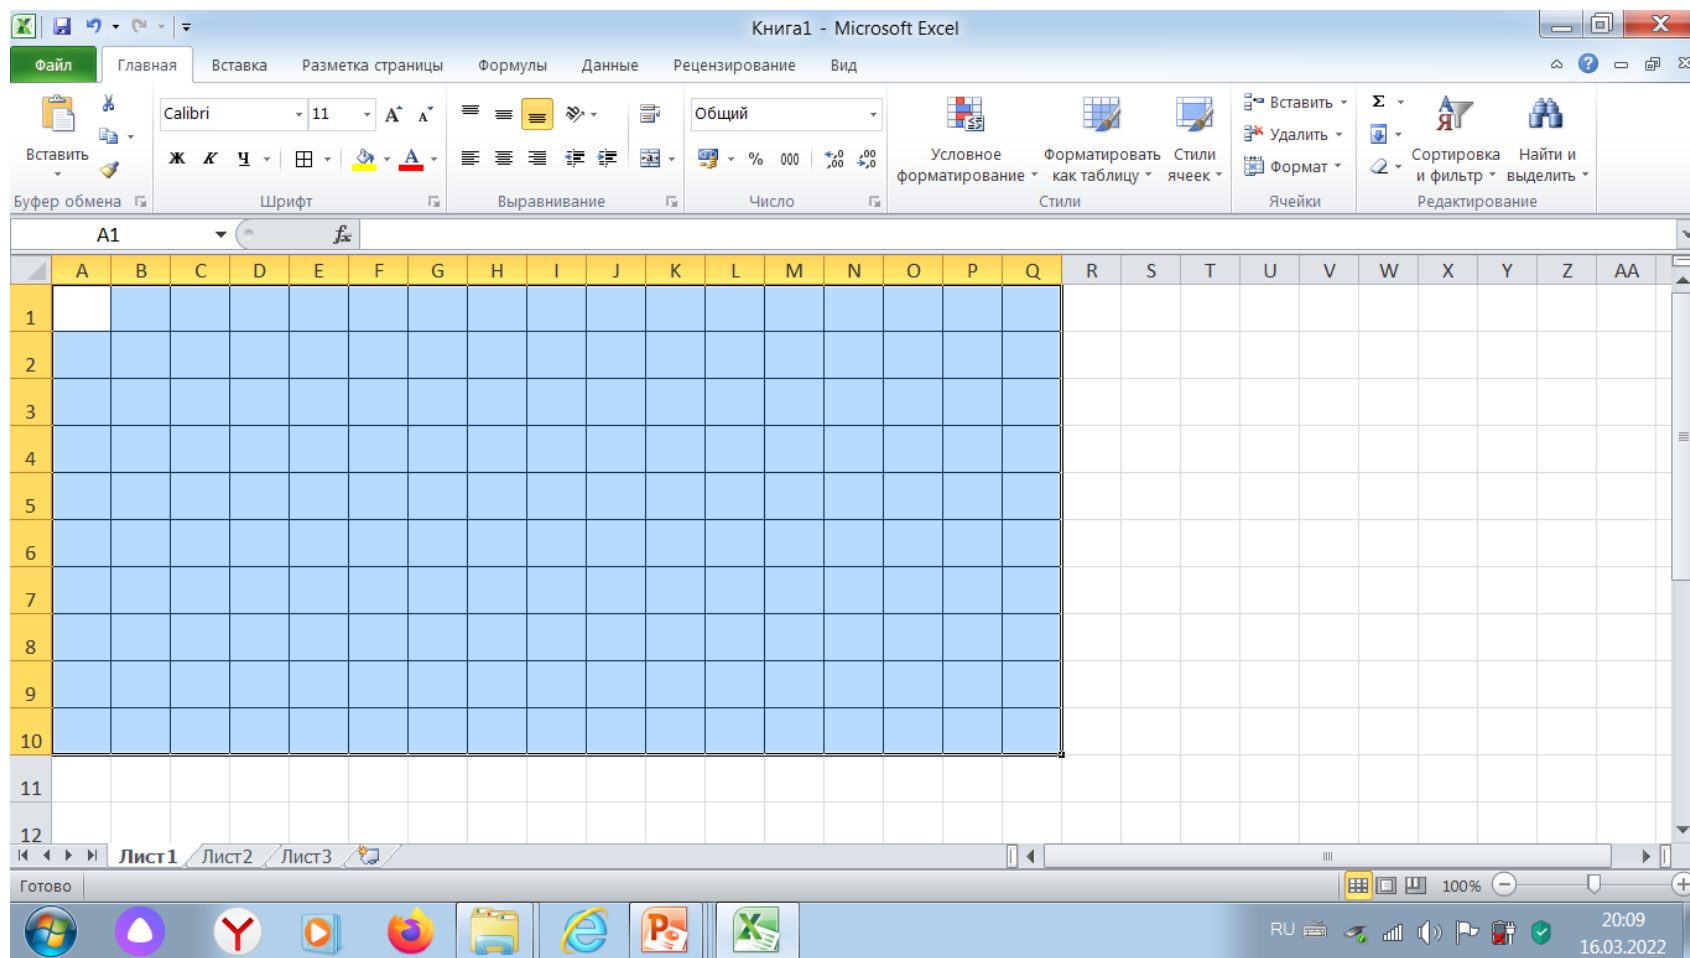 Книга1 - Microsoft Excel
Файл Главная Вставка Разметка страницы Формулы Данные Рецензирование Вид
Calibri 11 Общий
Вставить
Ж К Ч
% 000
Условное форматирование
Форматировать как таблицу
Стили ячеек
Вставить
Удалить
Формат
Σ
Сортировка и фильтр
Найти и выделить
Буфер обмена Шрифт Выравнивание Число Стили Ячейки Редактирование
A1 fx
A B C D E F G H I J K L M N O P Q R S T U V W X Y Z AA
1
2
3
4
5
6
7
8
9
10
11
12
Лист1 Лист2 Лист3
Готово 100%
RU 20:09
16.03.2022